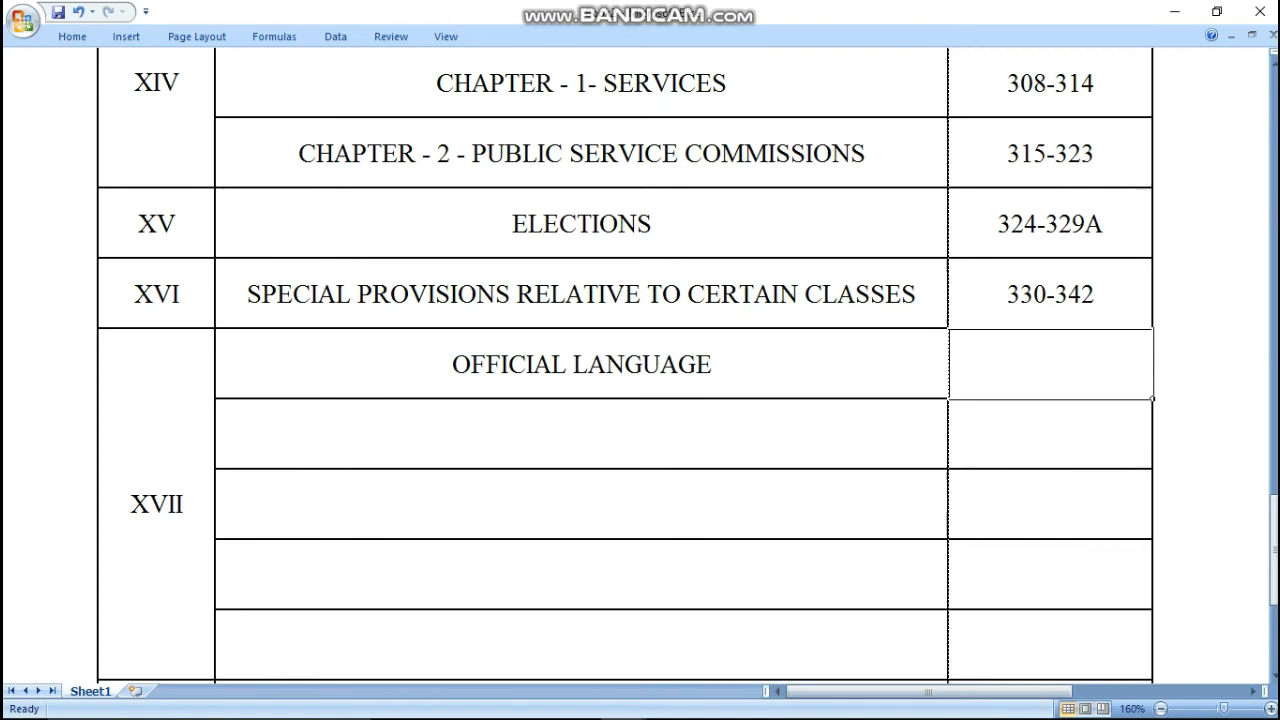 www.BANDICAM.com
Home Insert Page Layout Formulas Data Review View
XIV CHAPTER - 1- SERVICES 308-314
CHAPTER - 2 - PUBLIC SERVICE COMMISSIONS 315-323
XV ELECTIONS 324-329A
XVI SPECIAL PROVISIONS RELATIVE TO CERTAIN CLASSES 330-342
OFFICIAL LANGUAGE
XVII
Sheet1
Ready 160%